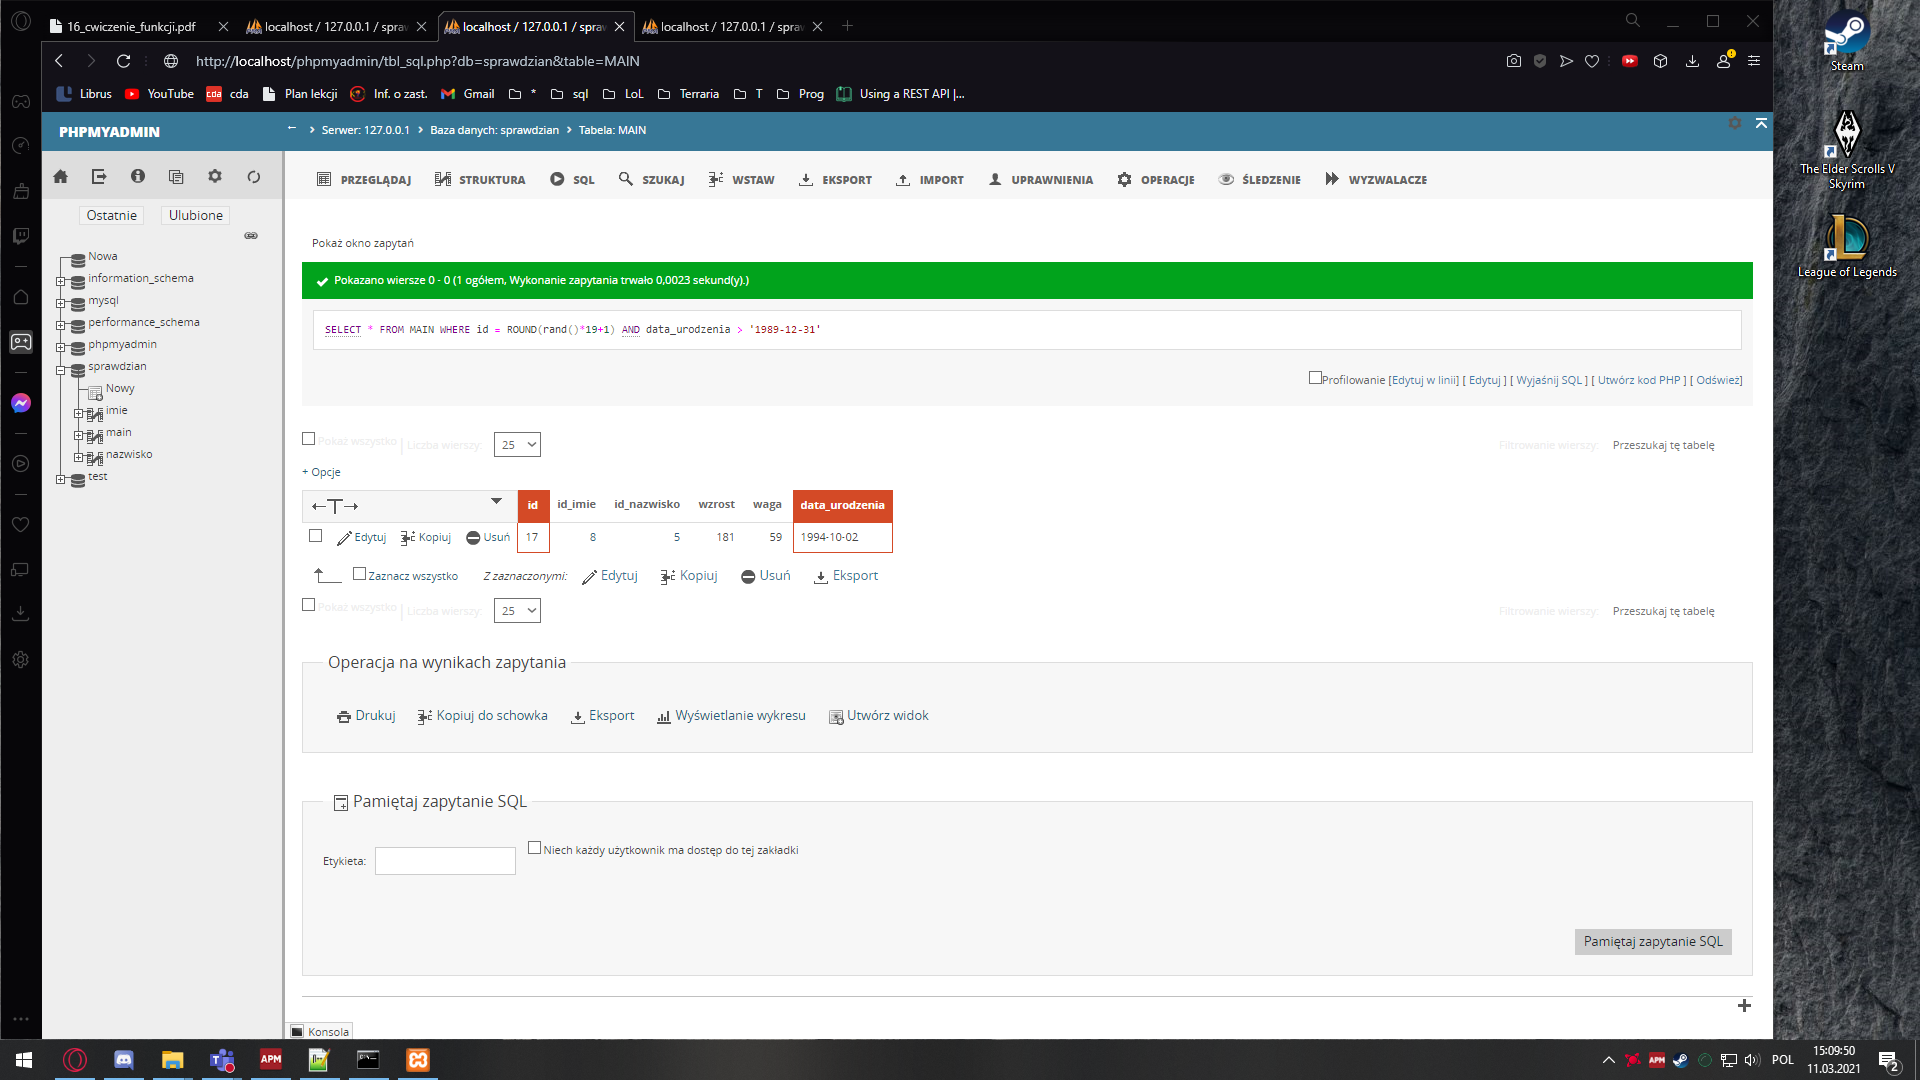 16_cwiczenie_funkcji.pdf
localhost / 127.0.0.1 / spraw
localhost / 127.0.0.1 / spraw
localhost / 127.0.0.1 / spraw
http://localhost/phpmyadmin/tbl_sql.php?db=sprawdzian&table=MAIN
Librus YouTube cda cda Plan lekcji Inf. o zast. Gmail * sql LoL Terraria T Prog Using a REST API |...
PHPMYADMIN
← Serwer: 127.0.0.1 › Baza danych: sprawdzian › Tabela: MAIN
PRZEGLĄDAJ STRUKTURA SQL SZUKAJ WSTAW EKSPORT IMPORT UPRAWNIENIA OPERACJE ŚLEDZENIE WYZWALACZE
Ostatnie Ulubione
Nowa
information_schema
mysql
performance_schema
phpmyadmin
sprawdzian
Nowy
imie
main
nazwisko
test
Pokaż okno zapytań
Pokazano wiersze 0 - 0 (1 ogółem, Wykonanie zapytania trwało 0,0023 sekund(y).)
SELECT * FROM MAIN WHERE id = ROUND(rand()*19+1) AND data_urodzenia > '1989-12-31'
Profilowanie [Edytuj w linii] [ Edytuj ] [ Wyjaśnij SQL ] [ Utwórz kod PHP ] [ Odśwież]
Pokaż wszystko | Liczba wierszy: 25 Filtrowanie wierszy: Przeszukaj tę tabelę
+ Opcje
←T→ id id_imie id_nazwisko wzrost waga data_urodzenia
Edytuj Kopiuj Usuń 17 8 5 181 59 1994-10-02
Zaznacz wszystko Z zaznaczonymi: Edytuj Kopiuj Usuń Eksport
Pokaż wszystko | Liczba wierszy: 25 Filtrowanie wierszy: Przeszukaj tę tabelę
Operacja na wynikach zapytania
Drukuj Kopiuj do schowka Eksport Wyświetlanie wykresu Utwórz widok
Pamiętaj zapytanie SQL
Etykieta: Niech każdy użytkownik ma dostęp do tej zakładki
Pamiętaj zapytanie SQL
Konsola
Steam
The Elder Scrolls V
Skyrim
League of Legends
APM
APM POL 15:09:50
11.03.2021
2